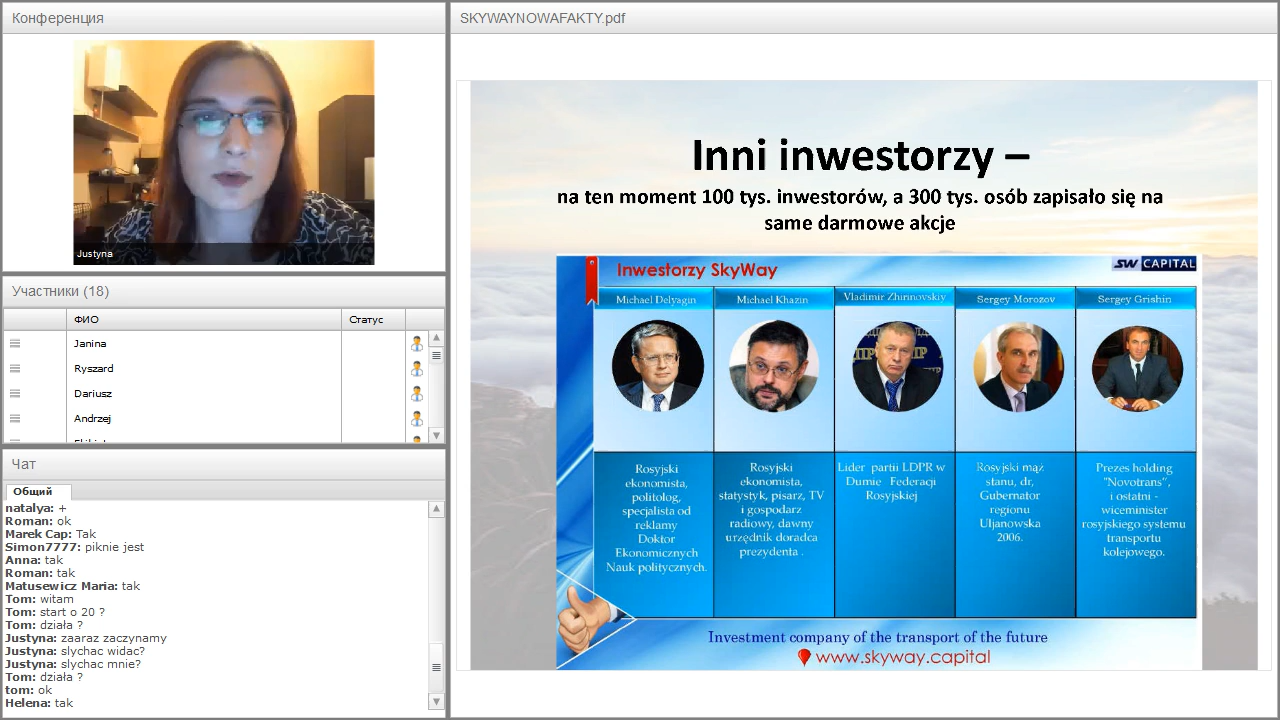 Конференция
Justyna
Участники (18)
ФИО
Статус
Janina
Ryszard
Dariusz
Andrzej
Чат
Общий
natalya: +
Roman: ok
Marek Cap: Tak
Simon7777: piknie jest
Anna: tak
Roman: tak
Matusewicz Maria: tak
Tom: witam
Tom: start o 20 ?
Tom: działa ?
Justyna: zaaraz zaczynamy
Justyna: slychac widac?
Justyna: slychac mnie?
Tom: działa ?
tom: ok
Helena: tak
SKYWAYNOWAFAKTY.pdf
Inni inwestorzy –
na ten moment 100 tys. inwestorów, a 300 tys. osób zapisało się na
same darmowe akcje
Inwestorzy SkyWay
SW CAPITAL
Michael Delyagin
Michael Khazin
Vladimir Zhirinovskiy
Sergey Morozov
Sergey Grishin
Rosyjski
ekonomista,
politolog,
specjalista od
reklamy
Doktor
Ekonomicznych
Nauk politycznych.
Rosyjski
ekonomista,
statystyk, pisarz, TV
i gospodarz
radiowy, dawny
urzędnik doradca
prezydenta .
Lider partii LDPR w
Dumie Federacji
Rosyjskiej
Rosyjski mąż
stanu, dr,
Gubernator
regionu
Uljanowska
2006.
Prezes holding
"Novotrans”,
i ostatni -
wiceminister
rosyjskiego systemu
transportu
kolejowego.
Investment company of the transport of the future
www.skyway.capital